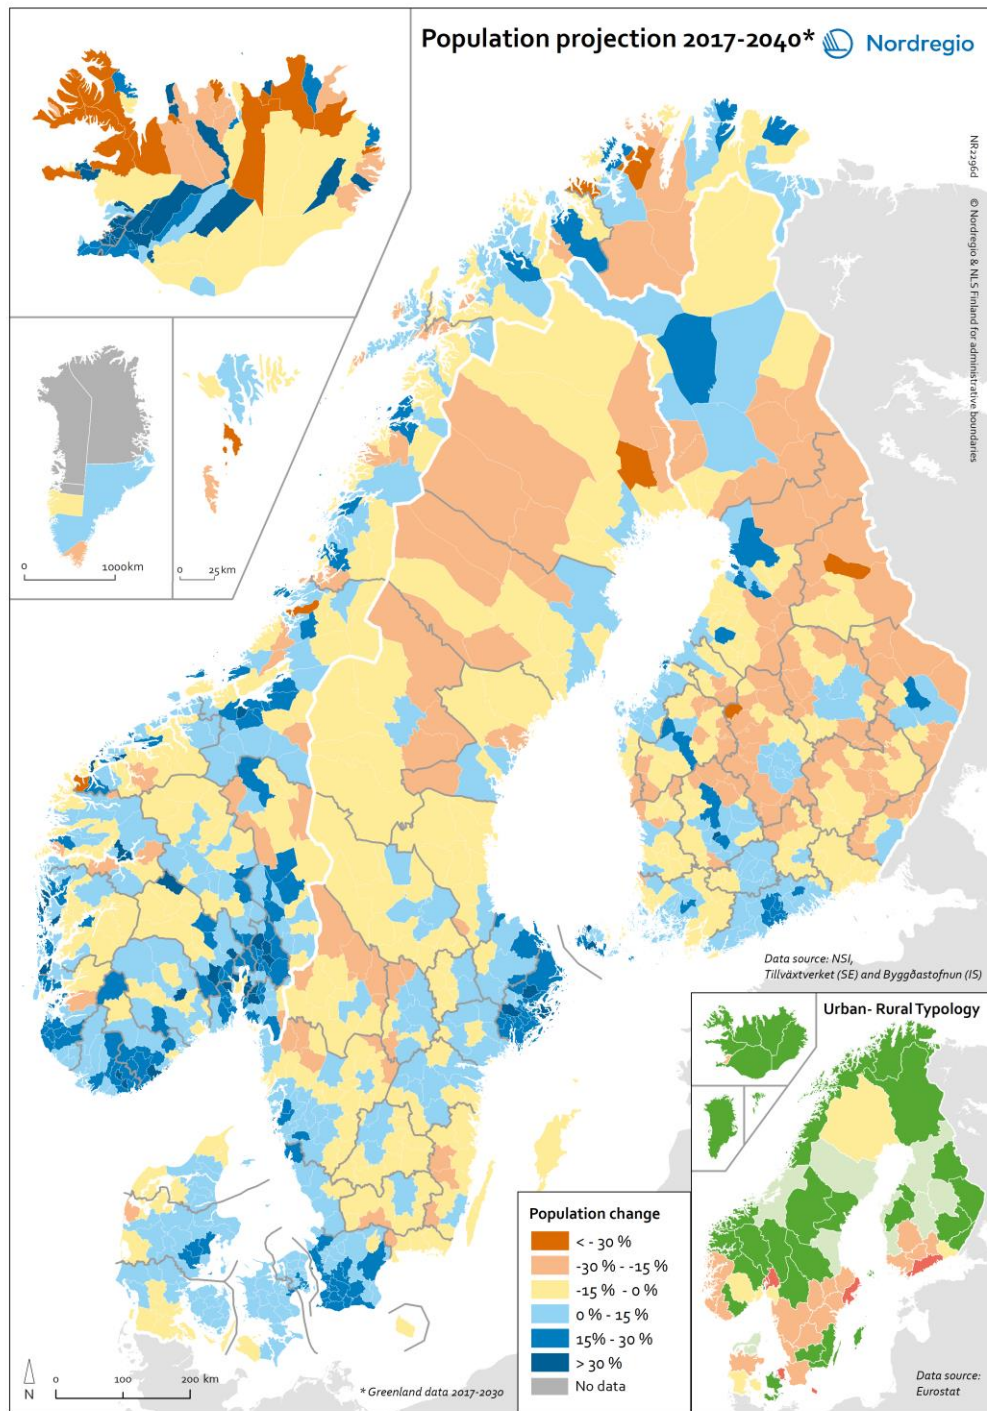 Population projection 2017-2040*
Nordregio
NR2296d
© Nordregio & NLS Finland for administrative boundaries
0 1000km
0 25km
Data source: NSI,
Tillväxtverket (SE) and Byggðastofnun (IS)
Urban- Rural Typology
Population change
< - 30 %
-30 % - -15 %
-15 % - 0 %
0 % - 15 %
15% - 30 %
> 30 %
No data
N
0 100 200 km
* Greenland data 2017-2030
Data source:
Eurostat